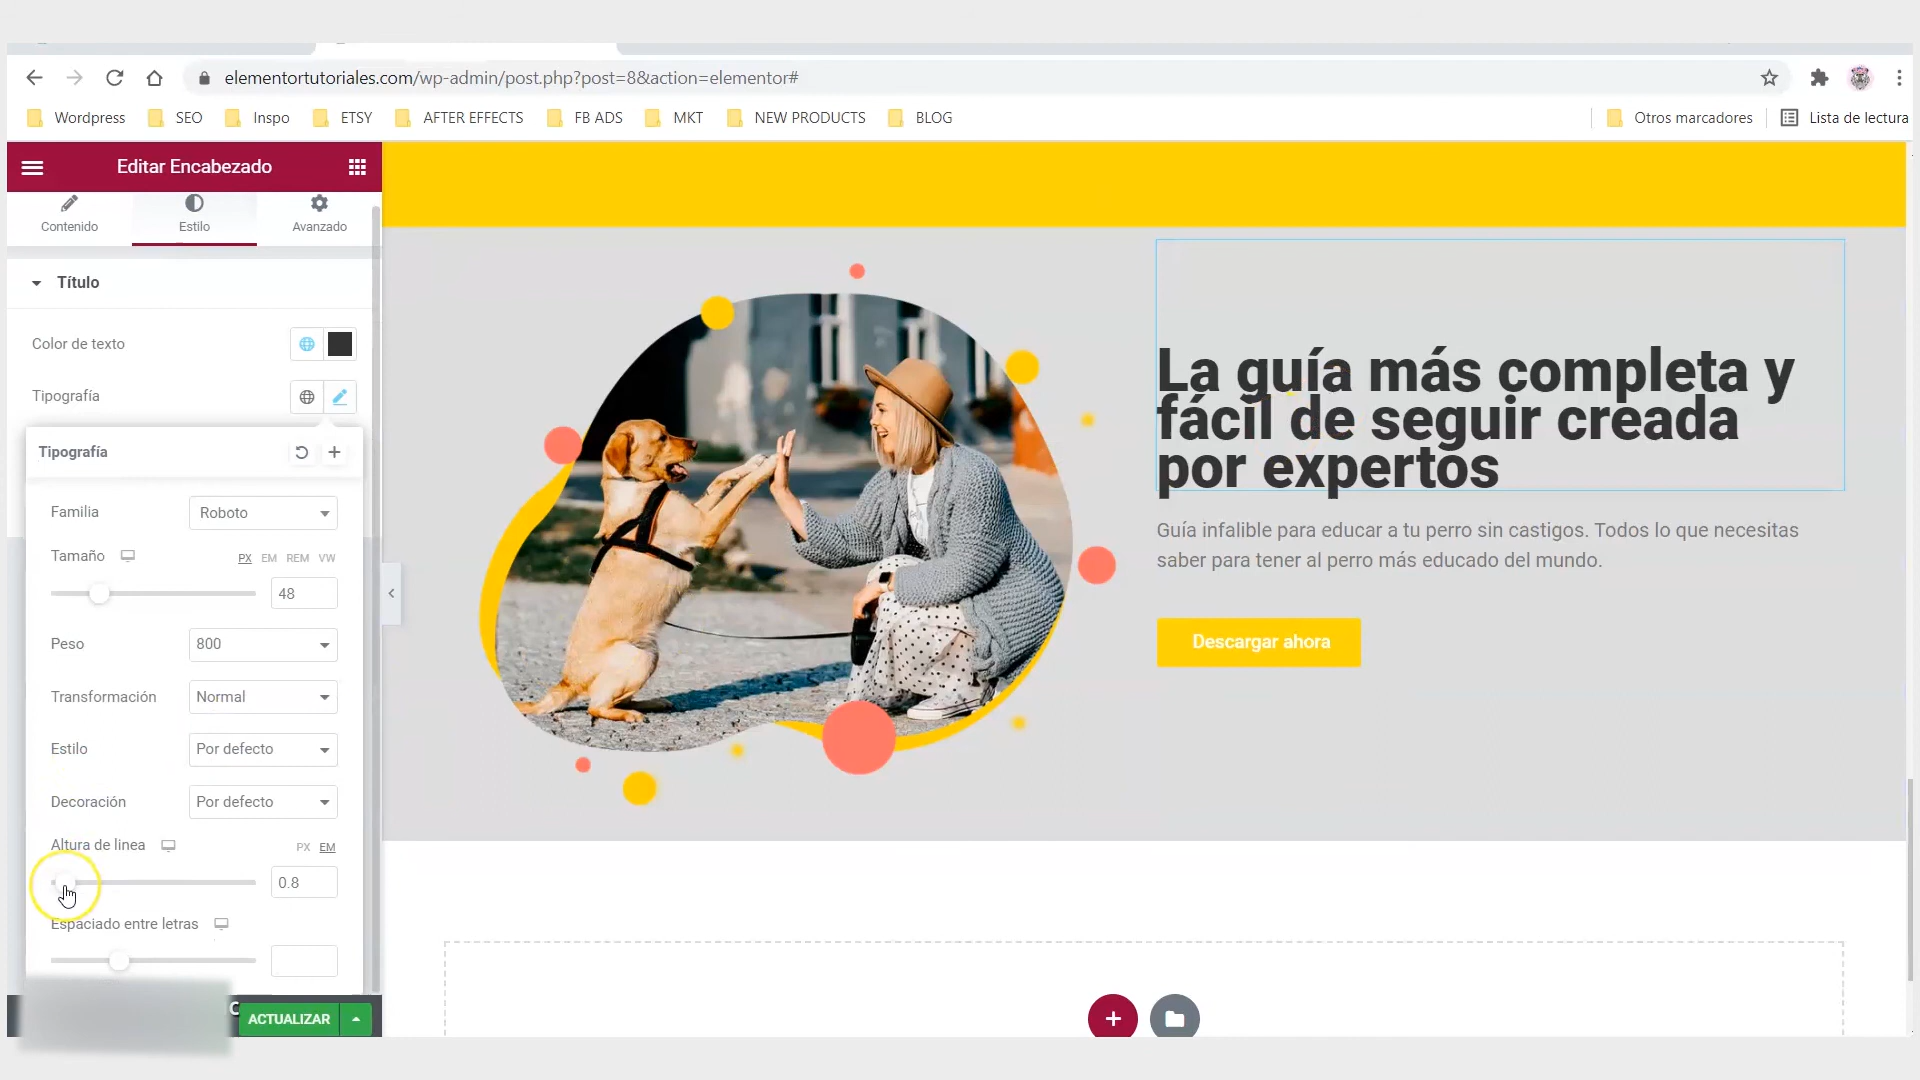 elementortutoriales.com/wp-admin/post.php?post=8&action=elementor#
Wordpress SEO Inspo ETSY AFTER EFFECTS FB ADS MKT NEW PRODUCTS BLOG Otros marcadores Lista de lectura
Editar Encabezado
Contenido Estilo Avanzado
Título
Color de texto
Tipografía
Tipografía
Familia Roboto
Tamaño PX EM REM VW
48
Peso 800
Transformación Normal
Estilo Por defecto
Decoración Por defecto
Altura de linea PX EM
0.8
Espaciado entre letras
ACTUALIZAR
La guía más completa y
fácil de seguir creada
por expertos
Guía infalible para educar a tu perro sin castigos. Todos lo que necesitas
saber para tener al perro más educado del mundo.
Descargar ahora